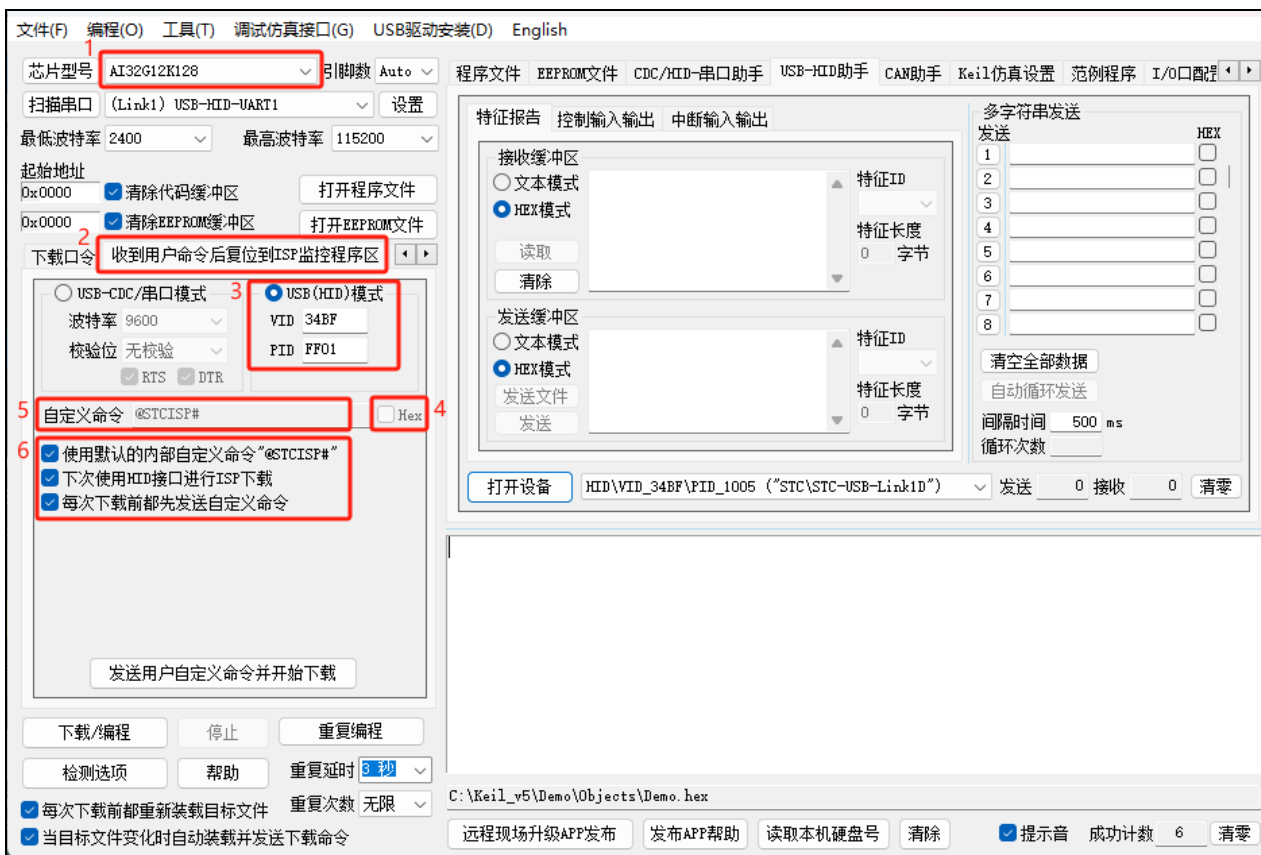 文件(F) 编程(O) 工具(T) 调试仿真接口(G) USB驱动安装(D) English
1
芯片型号 AI32G12K128 引脚数 Auto
扫描串口 (Link1) USB-HID-UART1 设置
最低波特率 2400 最高波特率 115200
起始地址
0x0000 清除代码缓冲区 打开程序文件
0x0000 清除EEPROM缓冲区 打开EEPROM文件
2
下载口令 收到用户命令后复位到ISP监控程序区
USB-CDC/串口模式 3 USB(HID)模式
波特率 9600 VID 34BF
校验位 无校验 PID FF01
RTS DTR
5 自定义命令 @STCISP# Hex 4
6 使用默认的内部自定义命令"@STCISP#"
下次使用HID接口进行ISP下载
每次下载前都先发送自定义命令
发送用户自定义命令并开始下载
下载/编程 停止 重复编程
检测选项 帮助 重复延时 3 秒
每次下载前都重新装载目标文件 重复次数 无限
当目标文件变化时自动装载并发送下载命令
程序文件 EEPROM文件 CDC/HID-串口助手 USB-HID助手 CAN助手 Keil仿真设置 范例程序 I/O口配置
特征报告 控制输入输出 中断输入输出
接收缓冲区
文本模式
HEX模式
读取
清除
特征ID
特征长度
0 字节
发送缓冲区
文本模式
HEX模式
发送文件
发送
特征ID
特征长度
0 字节
多字符串发送
发送 HEX
1
2
3
4
5
6
7
8
清空全部数据
自动循环发送
间隔时间 500 ms
循环次数
打开设备 HID\VID_34BF\PID_1005 ("STC\STC-USB-Link1D") 发送 0 接收 0 清零
C:\Keil_v5\Demo\Objects\Demo.hex
远程现场升级APP发布 发布APP帮助 读取本机硬盘号 清除 提示音 成功计数 6 清零